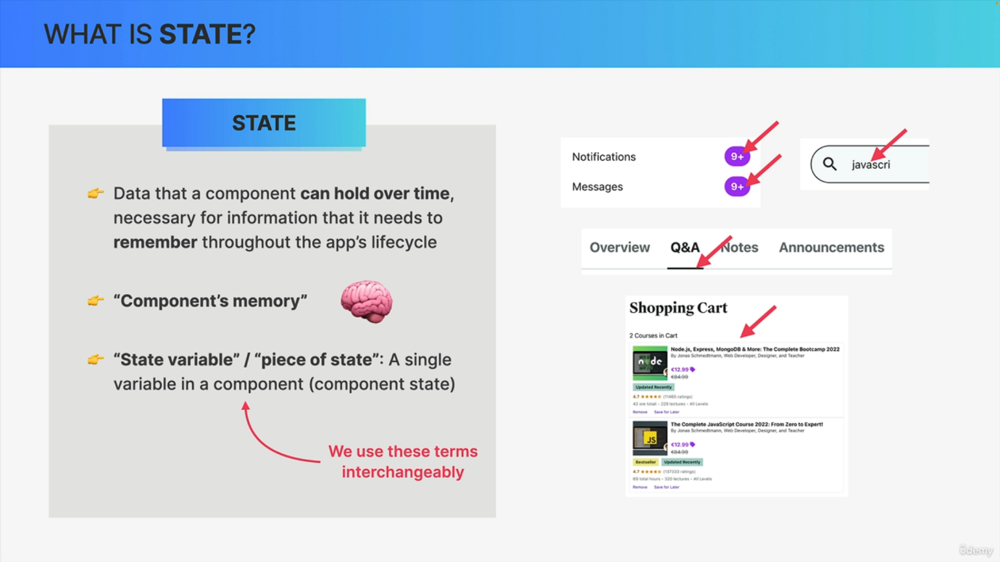 WHAT IS STATE?
STATE
👉 Data that a component can hold over time,
necessary for information that it needs to
remember throughout the app’s lifecycle
👉 “Component’s memory”
👉 “State variable” / “piece of state”: A single
variable in a component (component state)
We use these terms
interchangeably
Notifications 9+
Messages 9+
javascri
Overview Q&A Notes Announcements
Shopping Cart
2 Courses in Cart
node
Node.js, Express, MongoDB & More: The Complete Bootcamp 2022
By Jonas Schmedtmann, Web Developer, Designer, and Teacher
€12.99
€84.99
Updated Recently
4.7 ★★★★ (11465 ratings)
42 ore totali • 229 lectures • All Levels
Remove Save for Later
JS
The Complete JavaScript Course 2022: From Zero to Expert!
By Jonas Schmedtmann, Web Developer, Designer, and Teacher
€12.99
€84.99
Bestseller Updated Recently
4.7 ★★★★ (137333 ratings)
69 total hours • 320 lectures • All Levels
Remove Save for Later
ûdemy